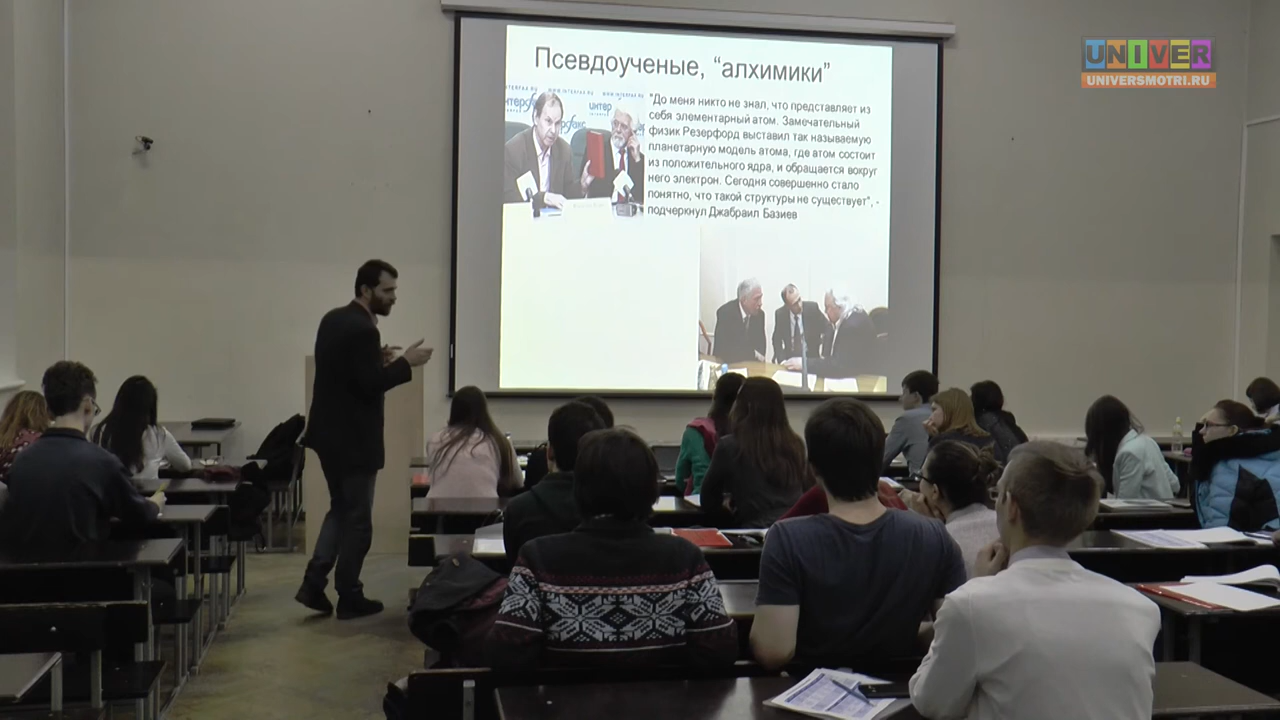 UNIVER
UNIVERSMOTRI.RU
Псевдоученые, “алхимики”
"До меня никто не знал, что представляет из
себя элементарный атом. Замечательный
физик Резерфорд выставил так называемую
планетарную модель атома, где атом состоит
из положительного ядра, и обращается вокруг
него электрон. Сегодня совершенно стало
понятно, что такой структуры не существует", -
подчеркнул Джабраил Базиев